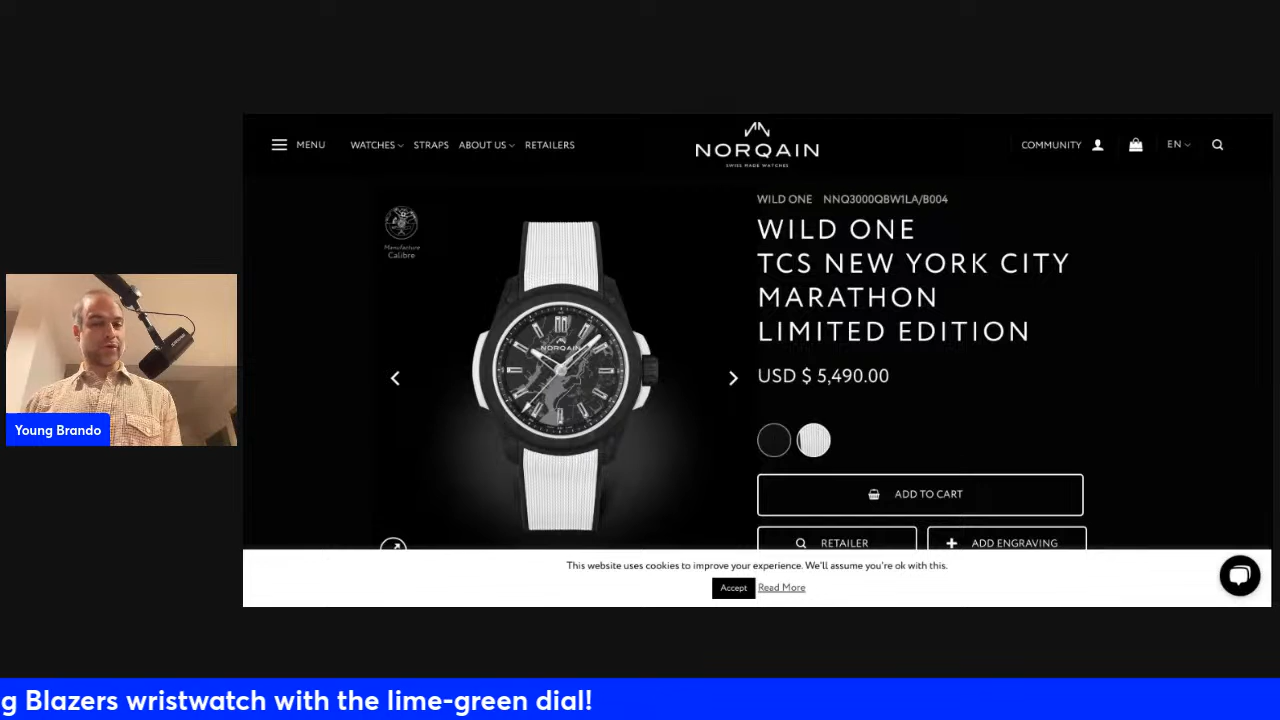 MENU WATCHES STRAPS ABOUT US RETAILERS
NORQAIN
SWISS MADE WATCHES
COMMUNITY EN
Manufacture
Calibre
NORQAIN
WILD ONE NNQ3000QBW1LA/B004
WILD ONE
TCS NEW YORK CITY
MARATHON
LIMITED EDITION
USD $ 5,490.00
ADD TO CART
RETAILER ADD ENGRAVING
This website uses cookies to improve your experience. We'll assume you're ok with this.
Accept Read More
Young Brando
g Blazers wristwatch with the lime-green dial!